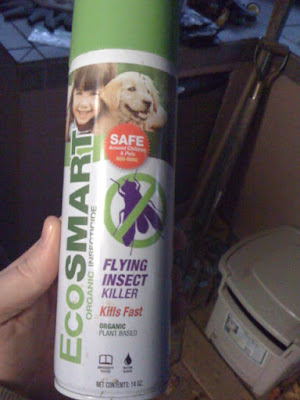 SAFE
Around Children
& Pets
ECOSMART
ORGANIC INSECTICIDE
FLYING
INSECT
KILLER
Kills Fast
ORGANIC
PLANT BASED
NET CONTENTS: 14 OZ.